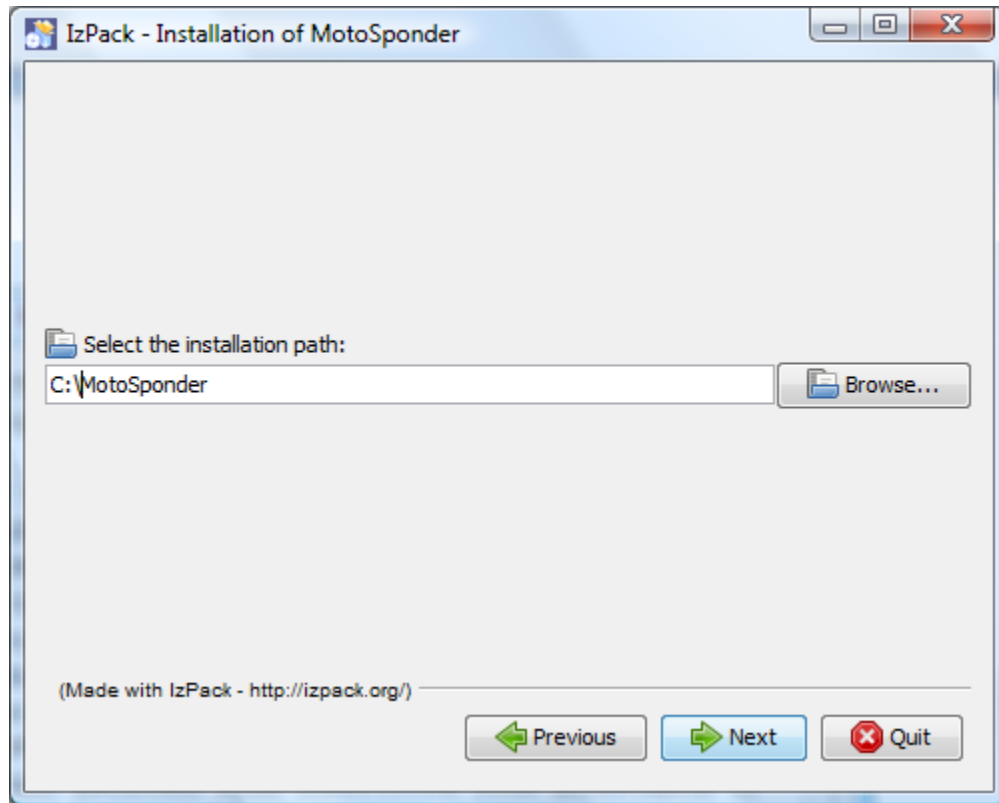 IzPack - Installation of MotoSponder
Select the installation path:
C:\MotoSponder
Browse...
(Made with IzPack - http://izpack.org/)
Previous
Next
Quit